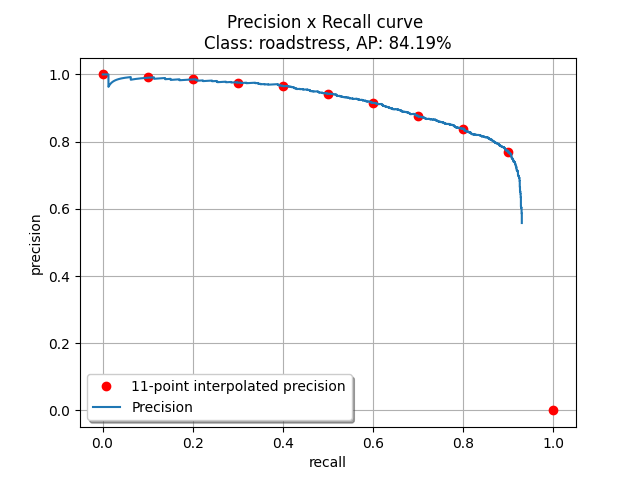 Precision x Recall curve
Class: roadstress, AP: 84.19%
1.0
0.8
0.6
0.4
0.2
0.0
precision
11-point interpolated precision
Precision
0.0 0.2 0.4 0.6 0.8 1.0
recall